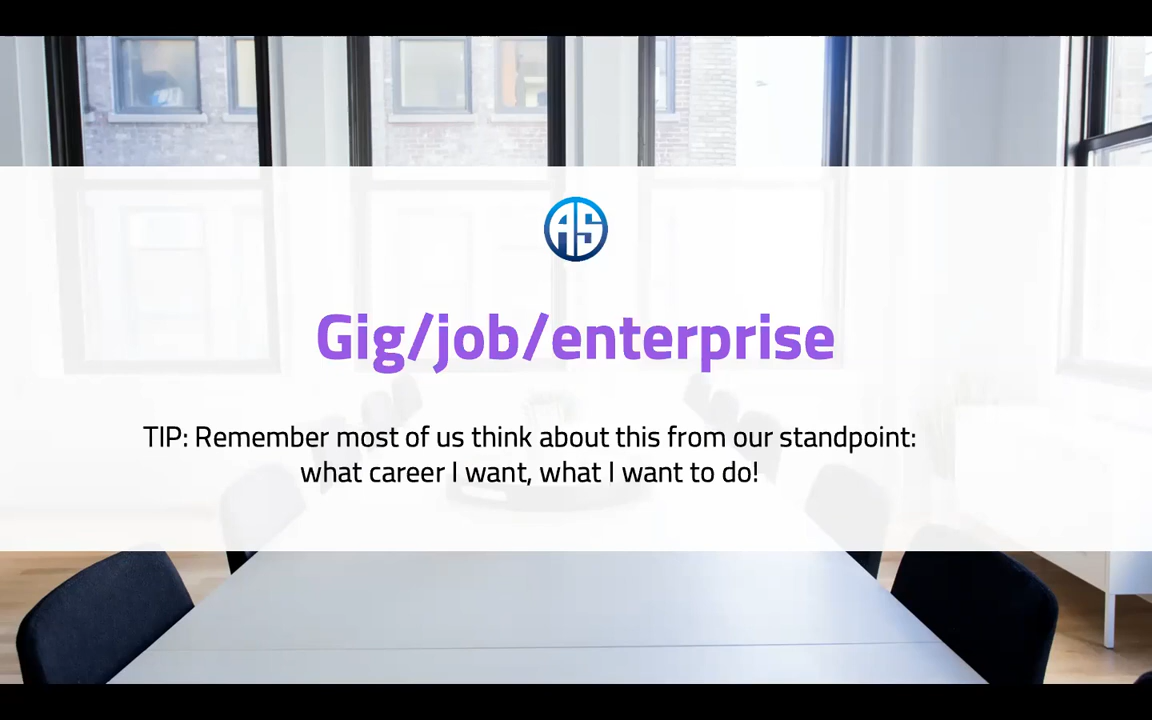 AS
Gig/job/enterprise
TIP: Remember most of us think about this from our standpoint:
what career I want, what I want to do!